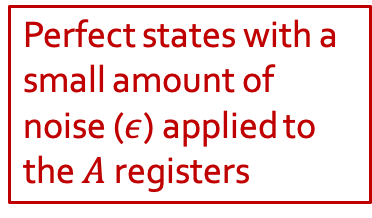 Perfect states with a
small amount of
noise (ϵ) applied to
the A registers